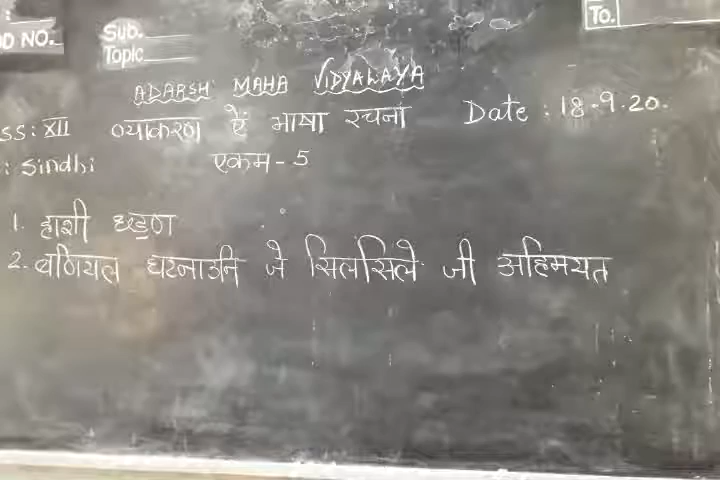 D NO.
Sub.
Topic
To.
ADARSH MAHA VIDYALAYA
SS: XII व्याकरण ऐं भाषा रचना Date : 18.9.20.
: Sindhi एकम - 5
1. हाशी छड॒ण
2. बणियल घटनाउनि जे सिलसिले जी अहिमयत